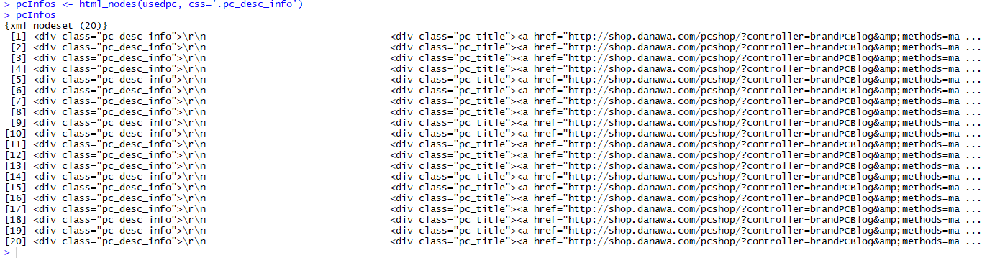 > pcInfos <- html_nodes(usedpc, css='.pc_desc_info')
> pcInfos
{xml_nodeset (20)}
[1] <div class="pc_desc_info">\r\n <div class="pc_title"><a href="http://shop.danawa.com/pcshop/?controller=brandPCBlog&amp;methods=ma ...
[2] <div class="pc_desc_info">\r\n <div class="pc_title"><a href="http://shop.danawa.com/pcshop/?controller=brandPCBlog&amp;methods=ma ...
[3] <div class="pc_desc_info">\r\n <div class="pc_title"><a href="http://shop.danawa.com/pcshop/?controller=brandPCBlog&amp;methods=ma ...
[4] <div class="pc_desc_info">\r\n <div class="pc_title"><a href="http://shop.danawa.com/pcshop/?controller=brandPCBlog&amp;methods=ma ...
[5] <div class="pc_desc_info">\r\n <div class="pc_title"><a href="http://shop.danawa.com/pcshop/?controller=brandPCBlog&amp;methods=ma ...
[6] <div class="pc_desc_info">\r\n <div class="pc_title"><a href="http://shop.danawa.com/pcshop/?controller=brandPCBlog&amp;methods=ma ...
[7] <div class="pc_desc_info">\r\n <div class="pc_title"><a href="http://shop.danawa.com/pcshop/?controller=brandPCBlog&amp;methods=ma ...
[8] <div class="pc_desc_info">\r\n <div class="pc_title"><a href="http://shop.danawa.com/pcshop/?controller=brandPCBlog&amp;methods=ma ...
[9] <div class="pc_desc_info">\r\n <div class="pc_title"><a href="http://shop.danawa.com/pcshop/?controller=brandPCBlog&amp;methods=ma ...
[10] <div class="pc_desc_info">\r\n <div class="pc_title"><a href="http://shop.danawa.com/pcshop/?controller=brandPCBlog&amp;methods=ma ...
[11] <div class="pc_desc_info">\r\n <div class="pc_title"><a href="http://shop.danawa.com/pcshop/?controller=brandPCBlog&amp;methods=ma ...
[12] <div class="pc_desc_info">\r\n <div class="pc_title"><a href="http://shop.danawa.com/pcshop/?controller=brandPCBlog&amp;methods=ma ...
[13] <div class="pc_desc_info">\r\n <div class="pc_title"><a href="http://shop.danawa.com/pcshop/?controller=brandPCBlog&amp;methods=ma ...
[14] <div class="pc_desc_info">\r\n <div class="pc_title"><a href="http://shop.danawa.com/pcshop/?controller=brandPCBlog&amp;methods=ma ...
[15] <div class="pc_desc_info">\r\n <div class="pc_title"><a href="http://shop.danawa.com/pcshop/?controller=brandPCBlog&amp;methods=ma ...
[16] <div class="pc_desc_info">\r\n <div class="pc_title"><a href="http://shop.danawa.com/pcshop/?controller=brandPCBlog&amp;methods=ma ...
[17] <div class="pc_desc_info">\r\n <div class="pc_title"><a href="http://shop.danawa.com/pcshop/?controller=brandPCBlog&amp;methods=ma ...
[18] <div class="pc_desc_info">\r\n <div class="pc_title"><a href="http://shop.danawa.com/pcshop/?controller=brandPCBlog&amp;methods=ma ...
[19] <div class="pc_desc_info">\r\n <div class="pc_title"><a href="http://shop.danawa.com/pcshop/?controller=brandPCBlog&amp;methods=ma ...
[20] <div class="pc_desc_info">\r\n <div class="pc_title"><a href="http://shop.danawa.com/pcshop/?controller=brandPCBlog&amp;methods=ma ...
>